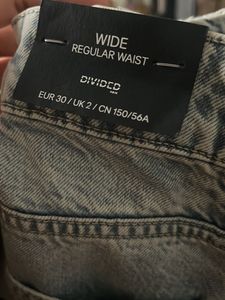 WIDE
REGULAR WAIST
DIVIDED
H&M
EUR 30 / UK 2 / CN 150/56A